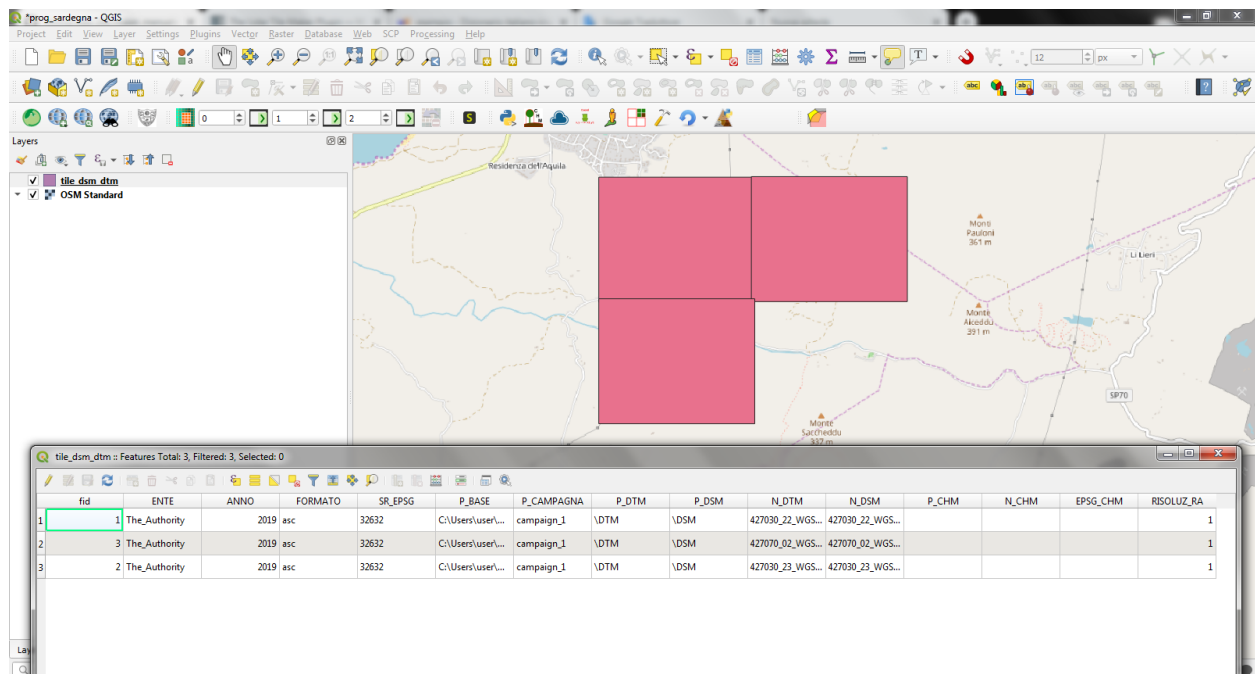 *prog_sardegna - QGIS
Project Edit View Layer Settings Plugins Vector Raster Database Web SCP Processing Help
12 px
abc
0 1 2 S
Layers
tile_dsm_dtm
OSM Standard
Residenza dell'Aquila
Monti
Pauloni
361 m
Li Lieri
Monte
Aiceddu
391 m
SP70
Monte
Saccheddu
337 m
tile_dsm_dtm :: Features Total: 3, Filtered: 3, Selected: 0
fid ENTE ANNO FORMATO SR_EPSG P_BASE P_CAMPAGNA P_DTM P_DSM N_DTM N_DSM P_CHM N_CHM EPSG_CHM RISOLUZ_RA
1 1 The_Authority 2019 asc 32632 C:\Users\user\... campaign_1 \DTM \DSM 427030_22_WGS... 427030_22_WGS... 1
2 3 The_Authority 2019 asc 32632 C:\Users\user\... campaign_1 \DTM \DSM 427070_02_WGS... 427070_02_WGS... 1
3 2 The_Authority 2019 asc 32632 C:\Users\user\... campaign_1 \DTM \DSM 427030_23_WGS... 427030_23_WGS... 1